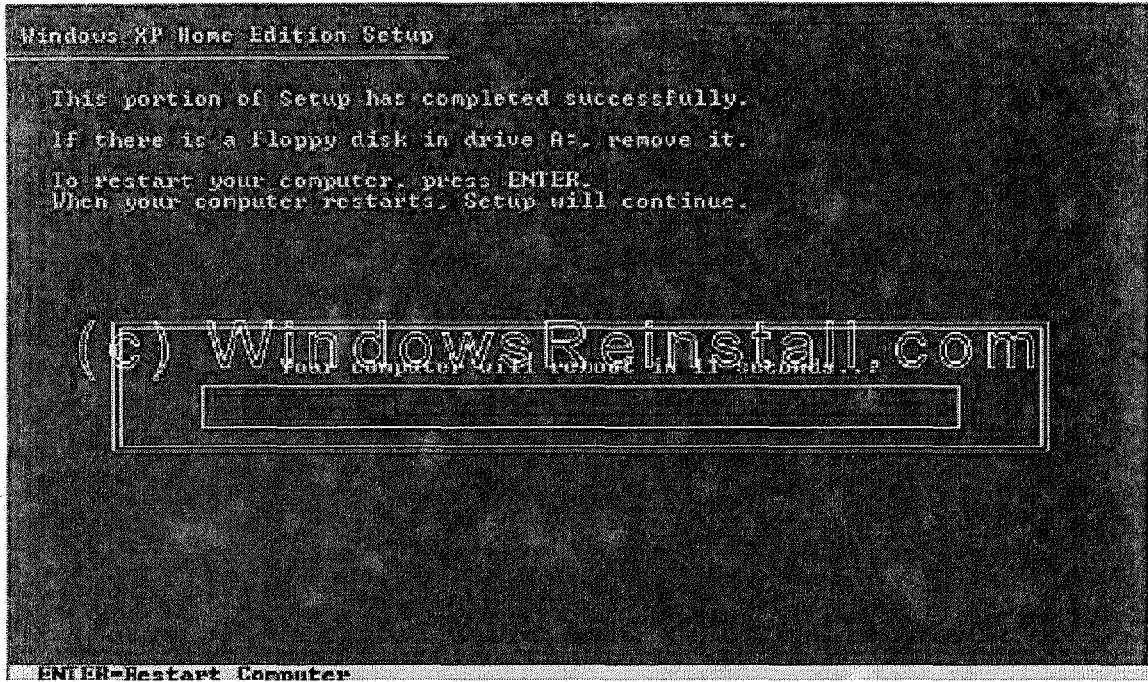 Windows XP Home Edition Setup
This portion of Setup has completed successfully.
If there is a floppy disk in drive A:, remove it.
To restart your computer, press ENTER.
When your computer restarts, Setup will continue.
(c) WindowsReinstall.com
Your computer will reboot in 11 seconds..?
ENTER=Restart Computer